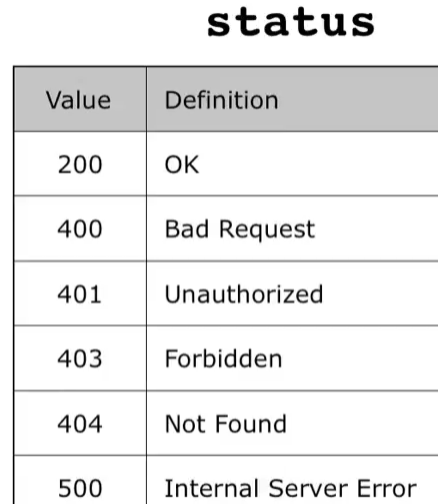 status
Value Definition
200 OK
400 Bad Request
401 Unauthorized
403 Forbidden
404 Not Found
500 Internal Server Error